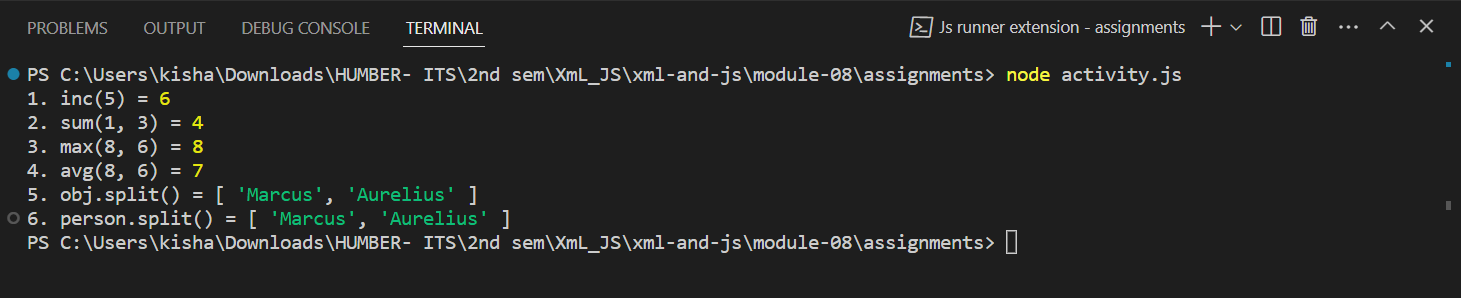 PROBLEMS OUTPUT DEBUG CONSOLE TERMINAL Js runner extension - assignments
PS C:\Users\kisha\Downloads\HUMBER- ITS\2nd sem\XmL_JS\xml-and-js\module-08\assignments> node activity.js
1. inc(5) = 6
2. sum(1, 3) = 4
3. max(8, 6) = 8
4. avg(8, 6) = 7
5. obj.split() = [ 'Marcus', 'Aurelius' ]
6. person.split() = [ 'Marcus', 'Aurelius' ]
PS C:\Users\kisha\Downloads\HUMBER- ITS\2nd sem\XmL_JS\xml-and-js\module-08\assignments>